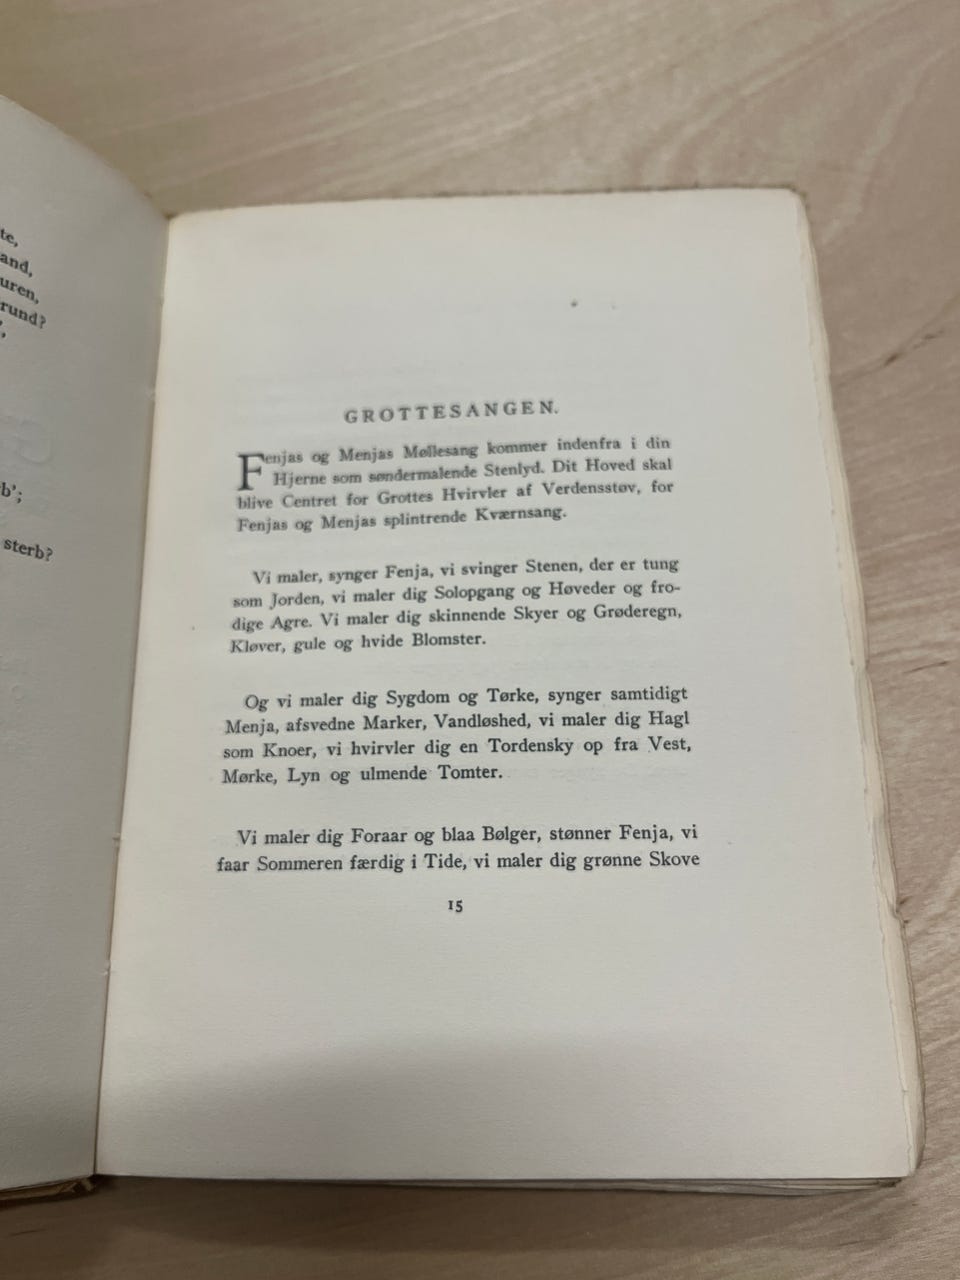 te,
and,
uren,
rund?
b';
sterb?
GROTTESANGEN.
Fenjas og Menjas Møllesang kommer indenfra i din
Hjerne som søndermalende Stenlyd. Dit Hoved skal
blive Centret for Grottes Hvirvler af Verdensstøv, for
Fenjas og Menjas splintrende Kværnsang.
Vi maler, synger Fenja, vi svinger Stenen, der er tung
som Jorden, vi maler dig Solopgang og Høveder og fro-
dige Agre. Vi maler dig skinnende Skyer og Grøderegn,
Kløver, gule og hvide Blomster.
Og vi maler dig Sygdom og Tørke, synger samtidigt
Menja, afsvedne Marker, Vandløshed, vi maler dig Hagl
som Knoer, vi hvirvler dig en Tordensky op fra Vest,
Mørke, Lyn og ulmende Tomter.
Vi maler dig Foraar og blaa Bølger, stønner Fenja, vi
faar Sommeren færdig i Tide, vi maler dig grønne Skove
15